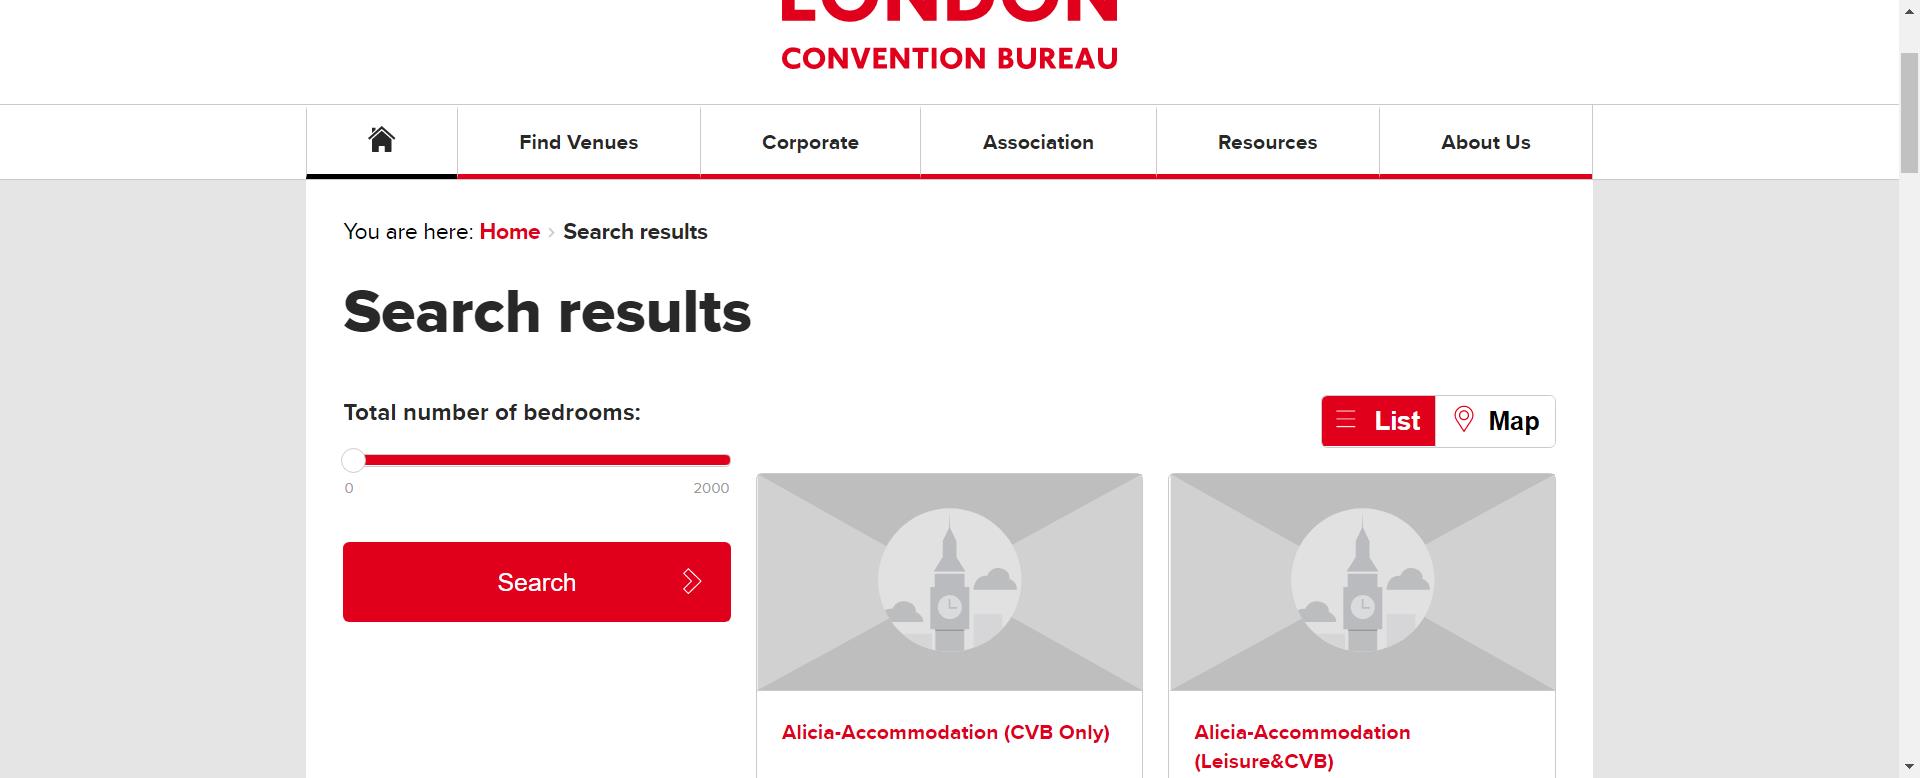 LONDON
CONVENTION BUREAU
Find Venues
Corporate
Association
Resources
About Us
You are here: Home › Search results
Search results
Total number of bedrooms:
0
2000
Search
List
Map
Alicia-Accommodation (CVB Only)
Alicia-Accommodation
(Leisure&CVB)